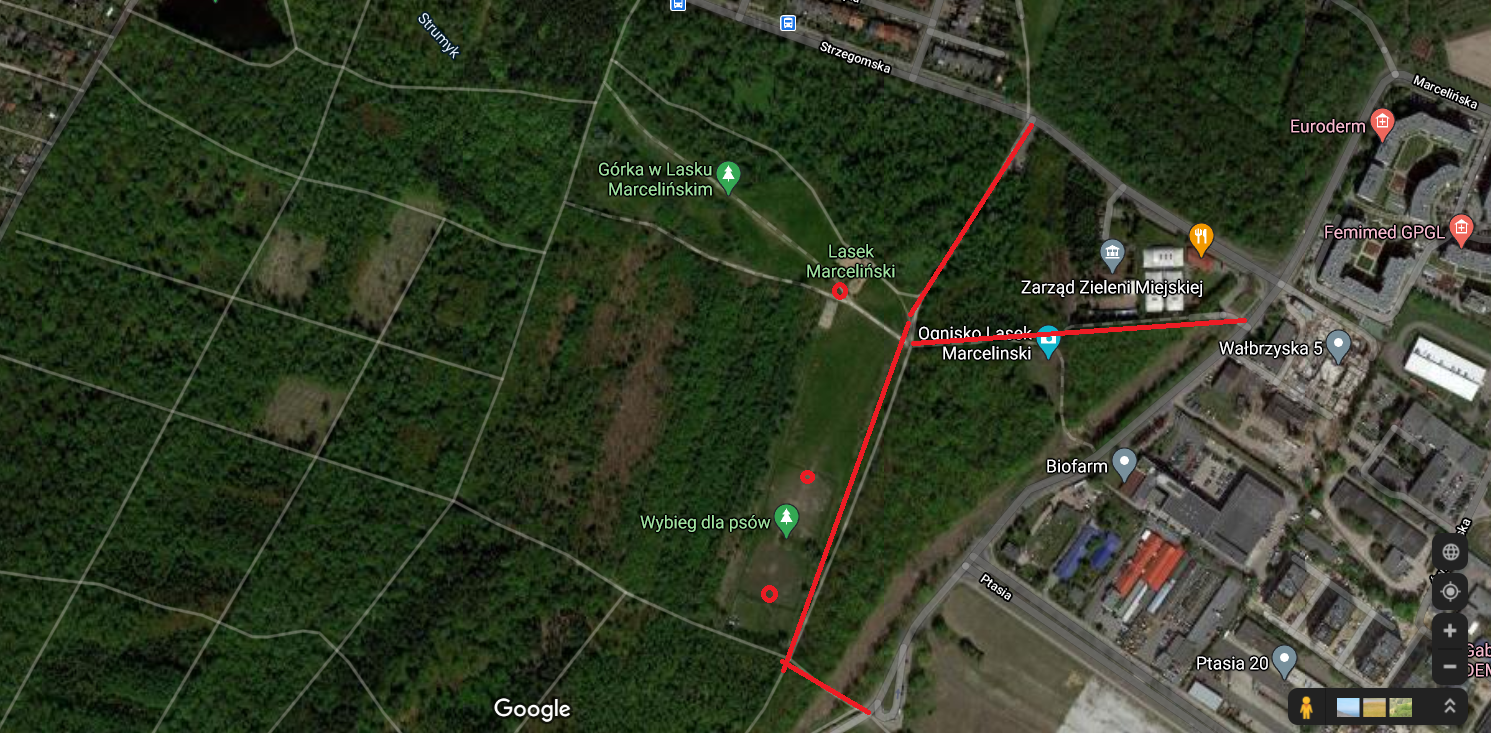 Strumyk
Strzegomska
Marcelińska
Euroderm
Górka w Lasku
Marcelińskim
Femimed GPGL
Lasek
Marceliński
Zarząd Zieleni Miejskiej
Ognisko Lasek
Marcelinski
Wałbrzyska 5
Biofarm
Wybieg dla psów
Ptasia
Ptasia 20
Google